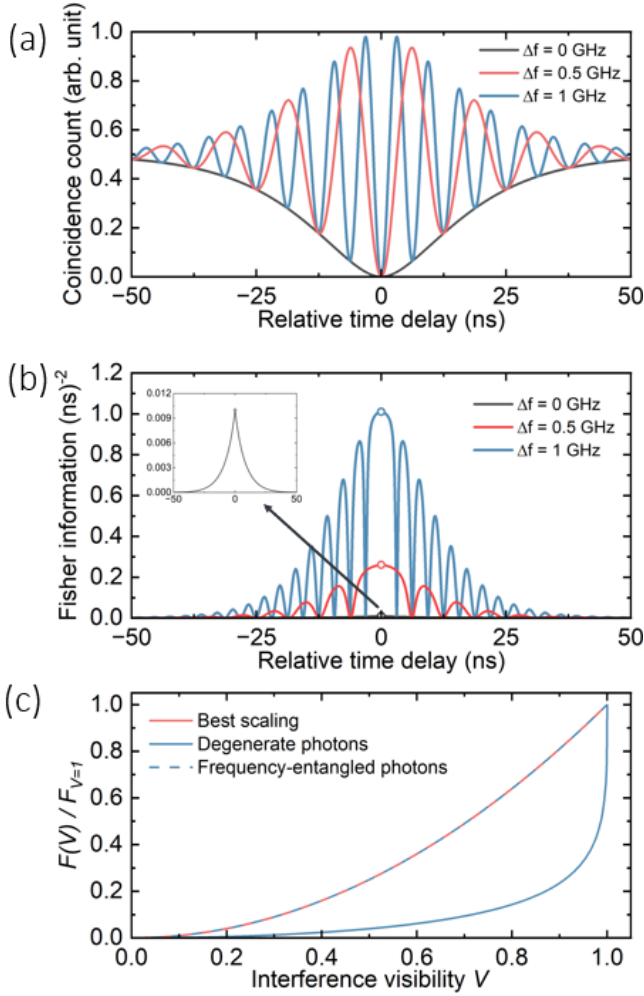 (a)
Coincidence count (arb. unit)
1.0
0.8
0.6
0.4
0.2
0.0
Δf = 0 GHz
Δf = 0.5 GHz
Δf = 1 GHz
−50 −25 0 25 50
Relative time delay (ns)
(b)
Fisher information (ns)-2
1.2
1.0
0.8
0.6
0.4
0.2
0.0
0.012
0.009
0.006
0.003
0.000
-50 0 50
Δf = 0 GHz
Δf = 0.5 GHz
Δf = 1 GHz
−50 −25 0 25 50
Relative time delay (ns)
(c)
F(V) / FV=1
1.0
0.8
0.6
0.4
0.2
0.0
Best scaling
Degenerate photons
Frequency-entangled photons
0.0 0.2 0.4 0.6 0.8 1.0
Interference visibility V